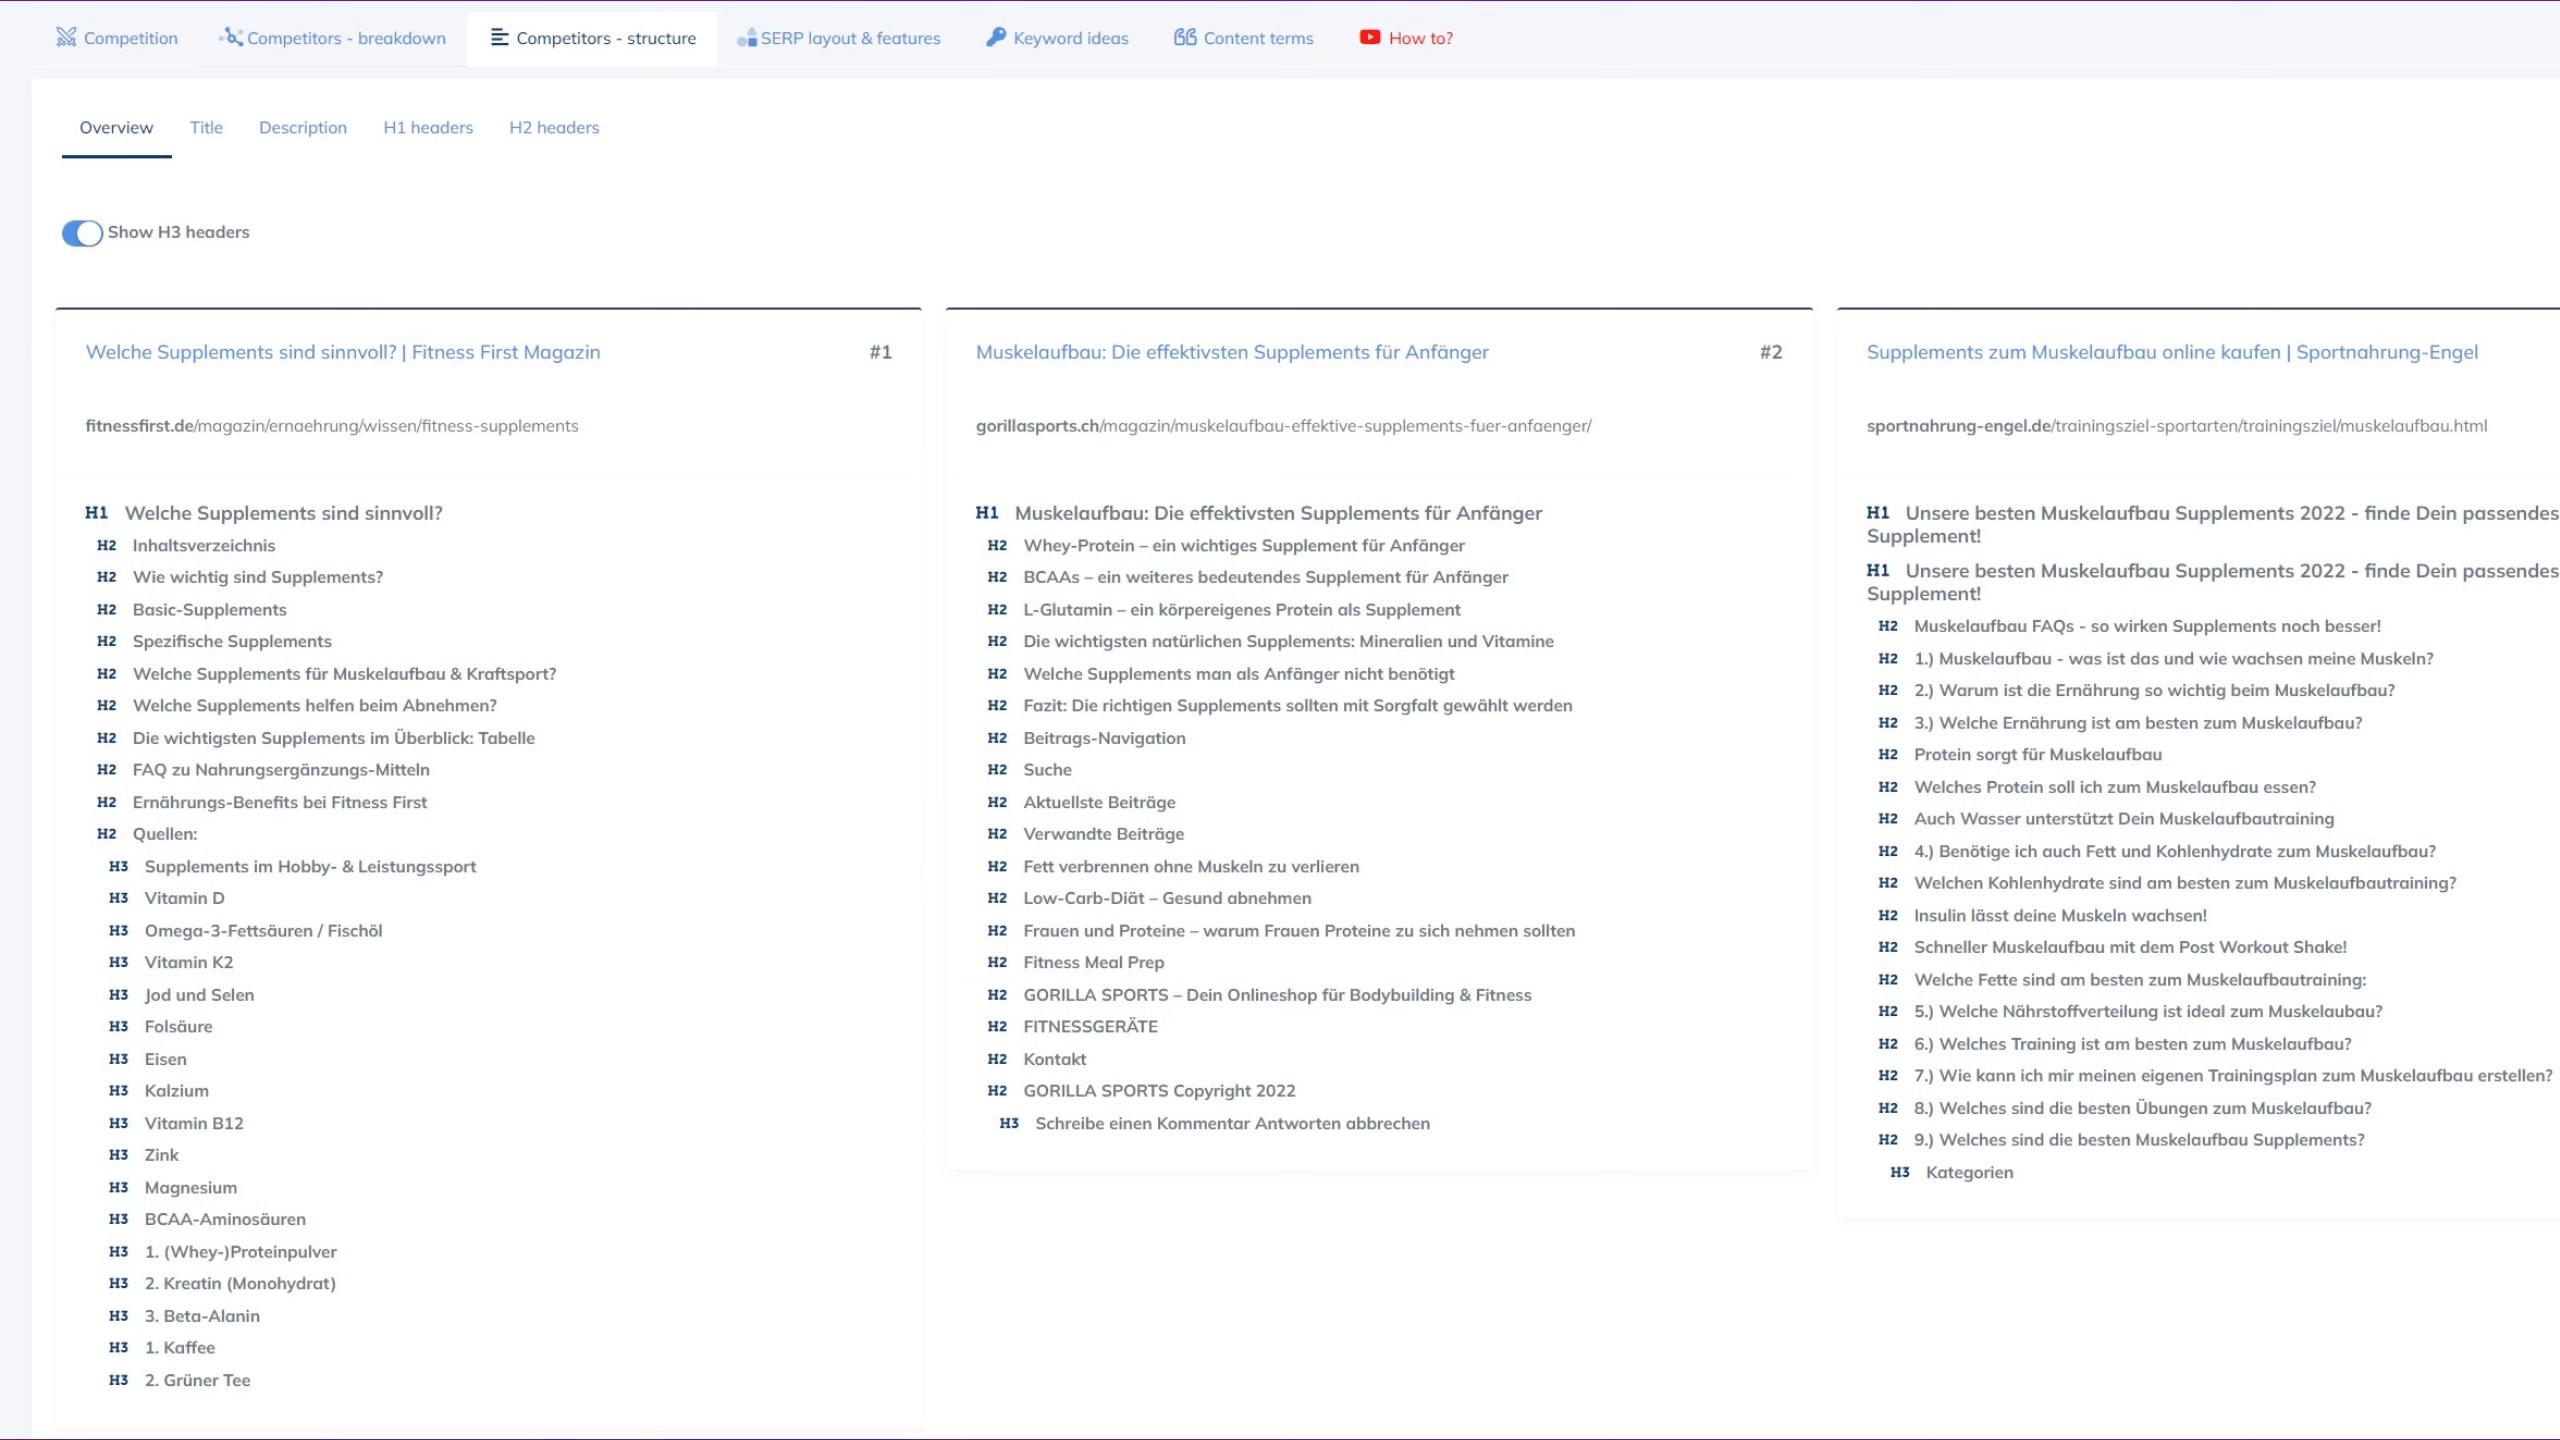 Competition
Competitors - breakdown
Competitors - structure
SERP layout & features
Keyword ideas
Content terms
How to?
Overview
Title
Description
H1 headers
H2 headers
Show H3 headers
Welche Supplements sind sinnvoll? | Fitness First Magazin #1
fitnessfirst.de/magazin/ernaehrung/wissen/fitness-supplements
H1 Welche Supplements sind sinnvoll?
H2 Inhaltsverzeichnis
H2 Wie wichtig sind Supplements?
H2 Basic-Supplements
H2 Spezifische Supplements
H2 Welche Supplements für Muskelaufbau & Kraftsport?
H2 Welche Supplements helfen beim Abnehmen?
H2 Die wichtigsten Supplements im Überblick: Tabelle
H2 FAQ zu Nahrungsergänzungs-Mitteln
H2 Ernährungs-Benefits bei Fitness First
H2 Quellen:
H3 Supplements im Hobby- & Leistungssport
H3 Vitamin D
H3 Omega-3-Fettsäuren / Fischöl
H3 Vitamin K2
H3 Jod und Selen
H3 Folsäure
H3 Eisen
H3 Kalzium
H3 Vitamin B12
H3 Zink
H3 Magnesium
H3 BCAA-Aminosäuren
H3 1. (Whey-)Proteinpulver
H3 2. Kreatin (Monohydrat)
H3 3. Beta-Alanin
H3 1. Kaffee
H3 2. Grüner Tee
Muskelaufbau: Die effektivsten Supplements für Anfänger #2
gorillasports.ch/magazin/muskelaufbau-effektive-supplements-fuer-anfaenger/
H1 Muskelaufbau: Die effektivsten Supplements für Anfänger
H2 Whey-Protein – ein wichtiges Supplement für Anfänger
H2 BCAAs – ein weiteres bedeutendes Supplement für Anfänger
H2 L-Glutamin – ein körpereigenes Protein als Supplement
H2 Die wichtigsten natürlichen Supplements: Mineralien und Vitamine
H2 Welche Supplements man als Anfänger nicht benötigt
H2 Fazit: Die richtigen Supplements sollten mit Sorgfalt gewählt werden
H2 Beitrags-Navigation
H2 Suche
H2 Aktuellste Beiträge
H2 Verwandte Beiträge
H2 Fett verbrennen ohne Muskeln zu verlieren
H2 Low-Carb-Diät – Gesund abnehmen
H2 Frauen und Proteine – warum Frauen Proteine zu sich nehmen sollten
H2 Fitness Meal Prep
H2 GORILLA SPORTS – Dein Onlineshop für Bodybuilding & Fitness
H2 FITNESSGERÄTE
H2 Kontakt
H2 GORILLA SPORTS Copyright 2022
H3 Schreibe einen Kommentar Antworten abbrechen
Supplements zum Muskelaufbau online kaufen | Sportnahrung-Engel
sportnahrung-engel.de/trainingsziel-sportarten/trainingsziel/muskelaufbau.html
H1 Unsere besten Muskelaufbau Supplements 2022 - finde Dein passendes
Supplement!
H1 Unsere besten Muskelaufbau Supplements 2022 - finde Dein passendes
Supplement!
H2 Muskelaufbau FAQs - so wirken Supplements noch besser!
H2 1.) Muskelaufbau - was ist das und wie wachsen meine Muskeln?
H2 2.) Warum ist die Ernährung so wichtig beim Muskelaufbau?
H2 3.) Welche Ernährung ist am besten zum Muskelaufbau?
H2 Protein sorgt für Muskelaufbau
H2 Welches Protein soll ich zum Muskelaufbau essen?
H2 Auch Wasser unterstützt Dein Muskelaufbautraining
H2 4.) Benötige ich auch Fett und Kohlenhydrate zum Muskelaufbau?
H2 Welchen Kohlenhydrate sind am besten zum Muskelaufbautraining?
H2 Insulin lässt deine Muskeln wachsen!
H2 Schneller Muskelaufbau mit dem Post Workout Shake!
H2 Welche Fette sind am besten zum Muskelaufbautraining:
H2 5.) Welche Nährstoffverteilung ist ideal zum Muskelaubau?
H2 6.) Welches Training ist am besten zum Muskelaufbau?
H2 7.) Wie kann ich mir meinen eigenen Trainingsplan zum Muskelaufbau erstellen?
H2 8.) Welches sind die besten Übungen zum Muskelaufbau?
H2 9.) Welches sind die besten Muskelaufbau Supplements?
H3 Kategorien